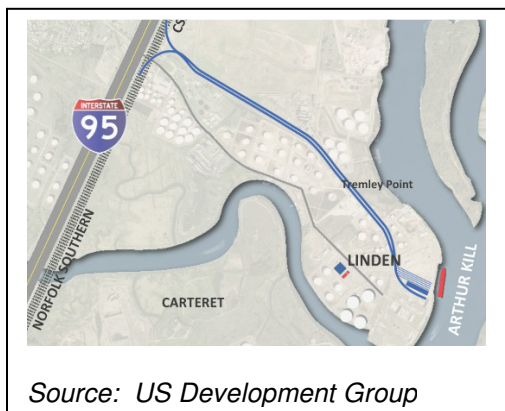 CS
INTERSTATE
95
Tremley Point
LINDEN
NORFOLK SOUTHERN
CARTERET
ARTHUR KILL
Source: US Development Group